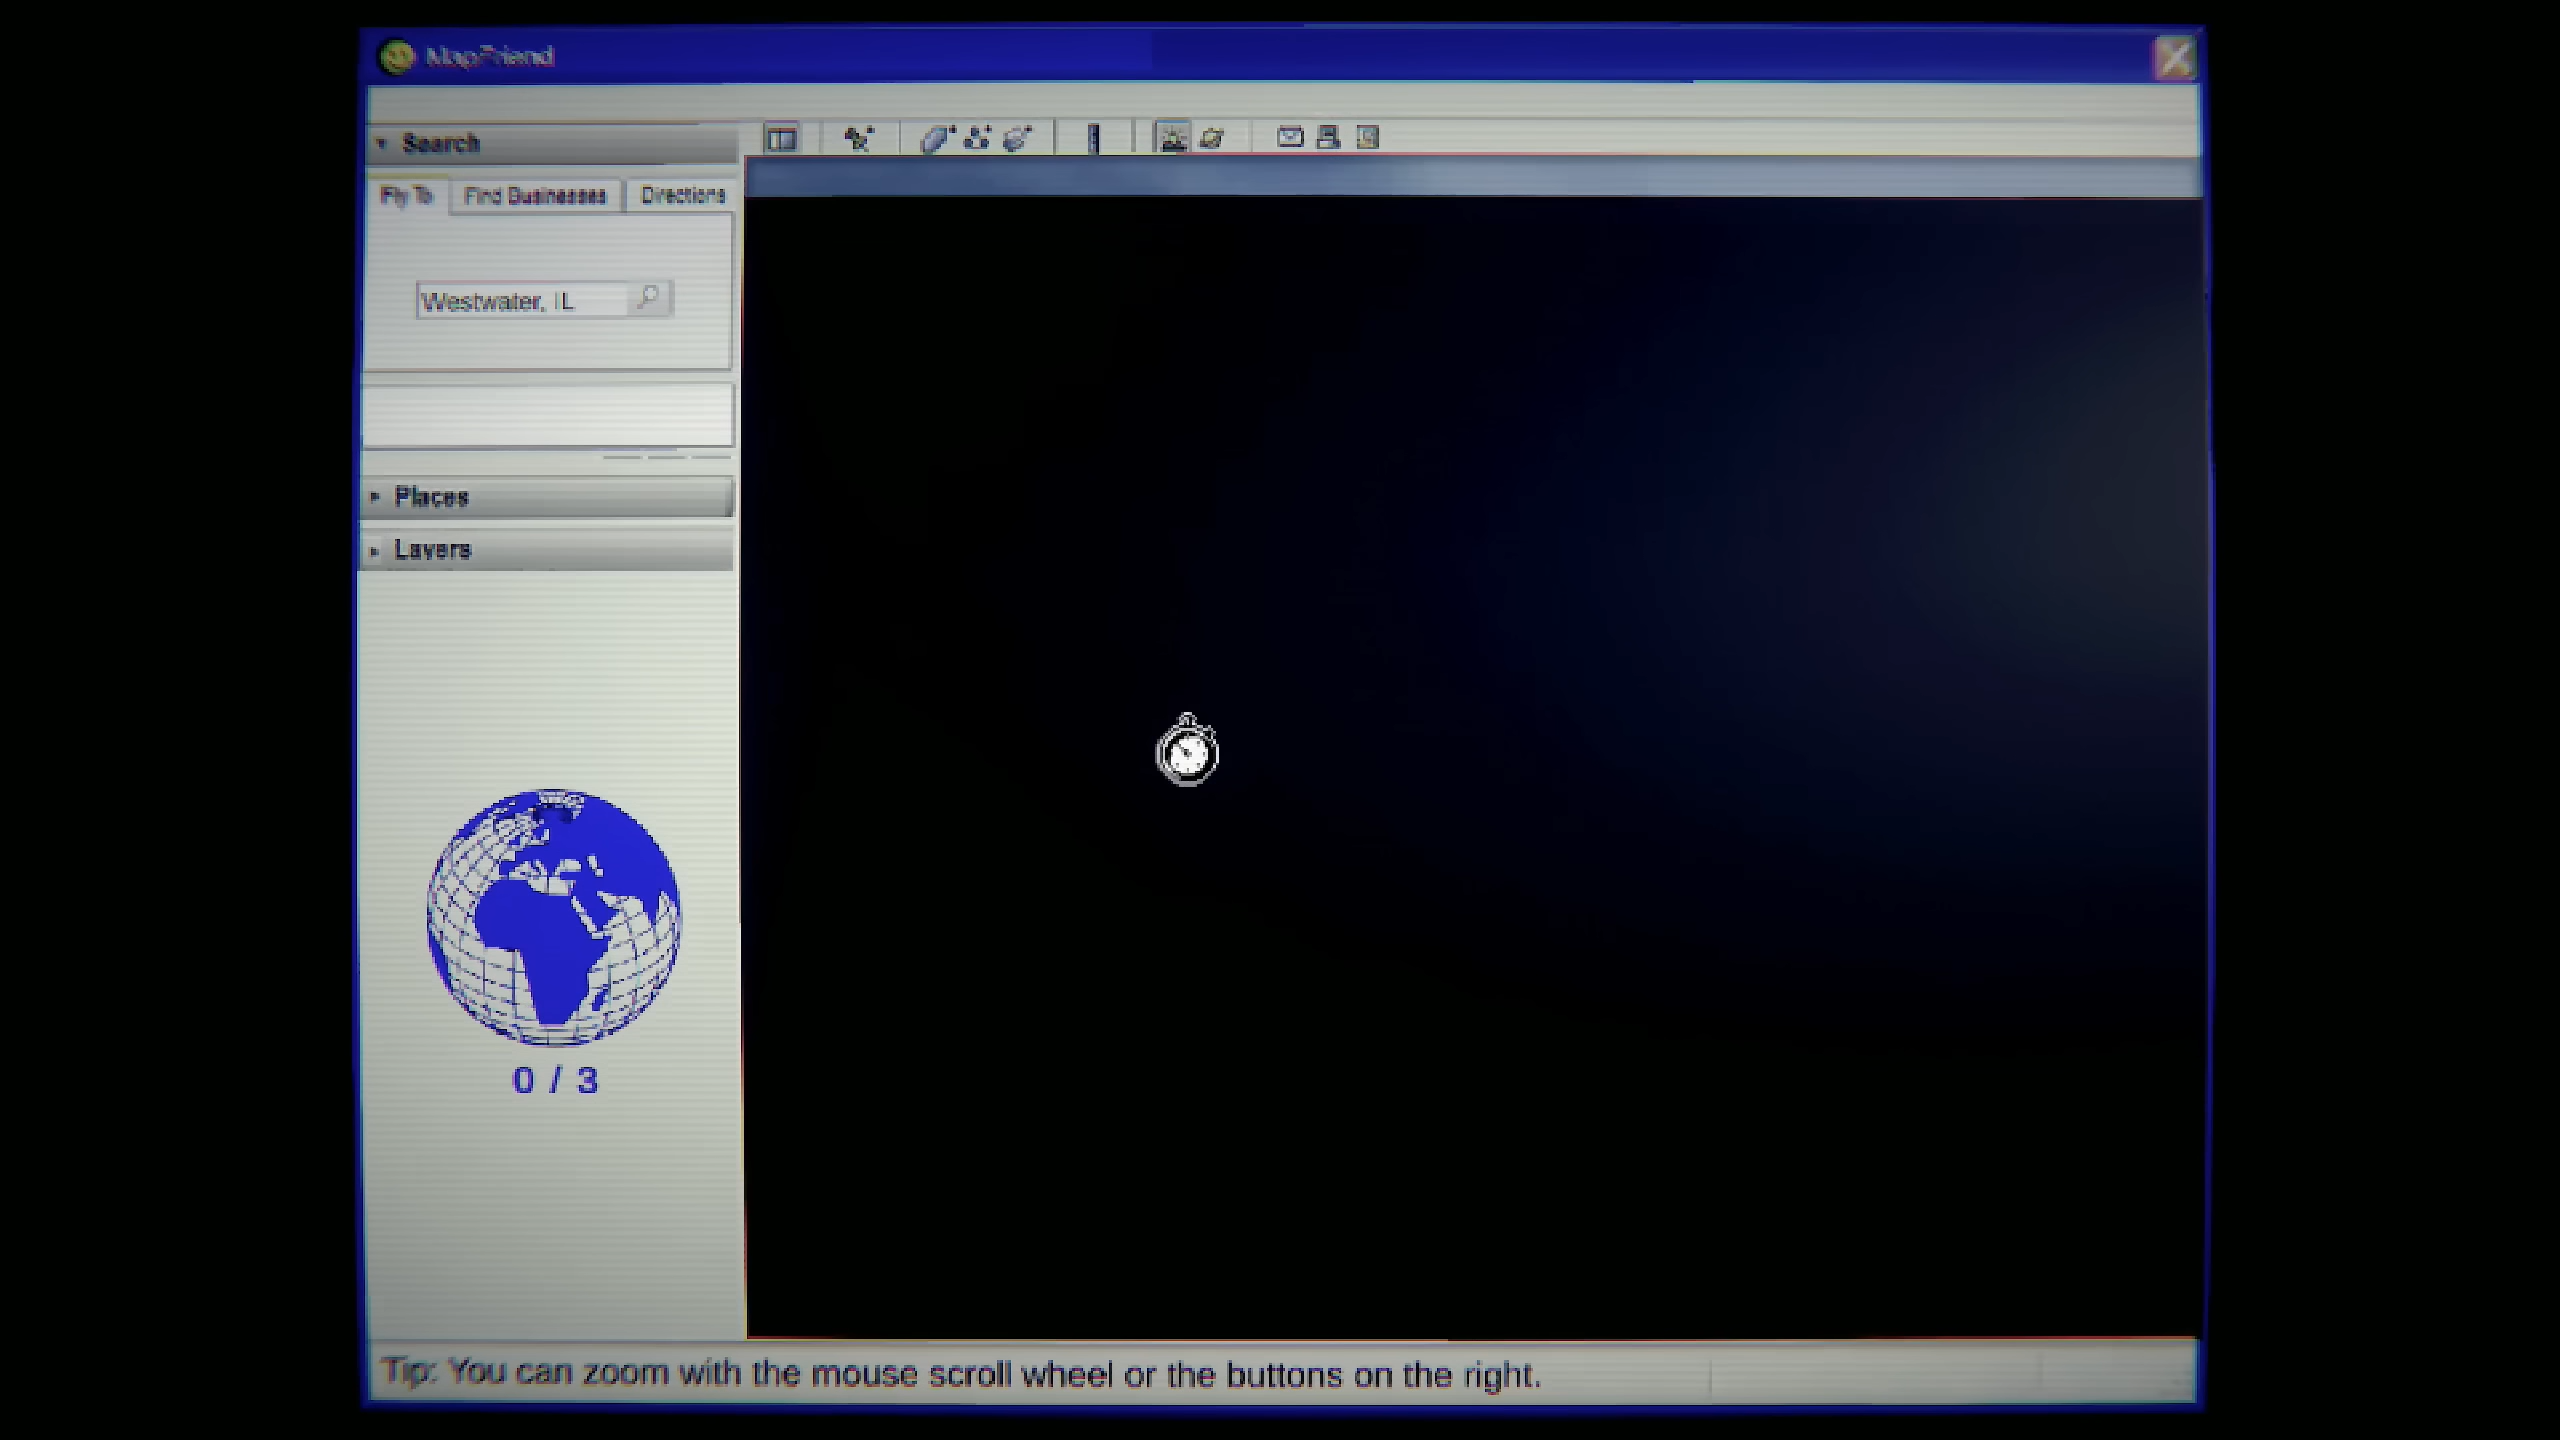 MapFriend
Search
Fly To
Find Businesses
Directions
Westwater, IL
Places
Layers
0 / 3
Tip: You can zoom with the mouse scroll wheel or the buttons on the right.